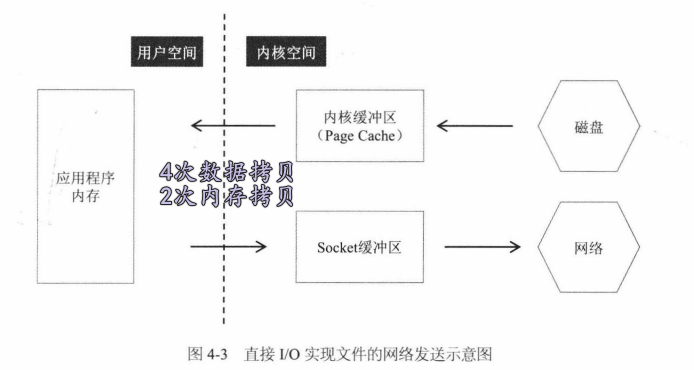 用户空间
内核空间
内核缓冲区
（Page Cache）
磁盘
应用程序
内存
4次数据拷贝
2次内存拷贝
Socket缓冲区
网络
图 4-3 直接 I/O 实现文件的网络发送示意图